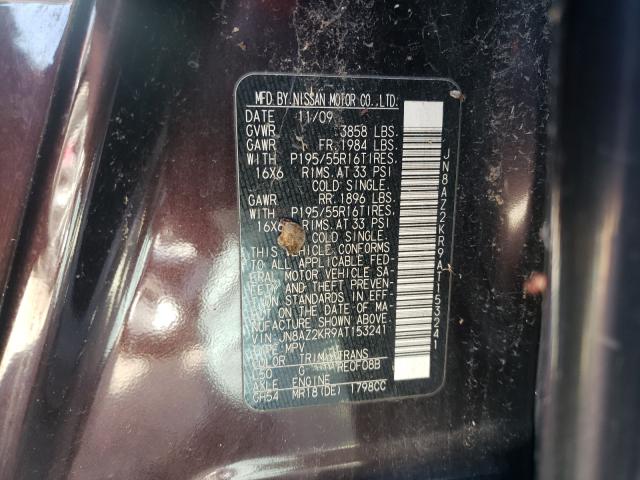 MFD BY NISSAN MOTOR CO., LTD.
DATE 11/09
GVWR 3858 LBS.
GAWR FR. 1984 LBS.
WITH P195/55R16TIRES,
16X6 RIMS, AT 33 PSI
COLD SINGLE.
GAWR RR. 1896 LBS.
WITH P195/55R16TIRES,
16X6 RIMS, AT 33 PSI
COLD SINGLE.
THIS VEHICLE CONFORMS
TO ALL APPLICABLE FED-
ERAL MOTOR VEHICLE SA-
FETY AND THEFT PREVEN-
TION STANDARDS IN EFF-
ECT ON THE DATE OF MA-
NUFACTURE SHOWN ABOVE.
VIN:JN8AZ2KR9AT153241
MPV
COLOR TRIM TRANS
L50 G RE0F08B
AXLE ENGINE
GH54 MR18(DE) 1798CC
JN8AZ2KR9AT153241